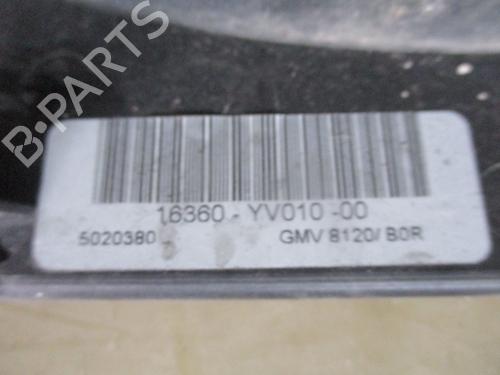 B-PARTS
16360 - YV010 -00
5020380
GMV 8120/ B0R